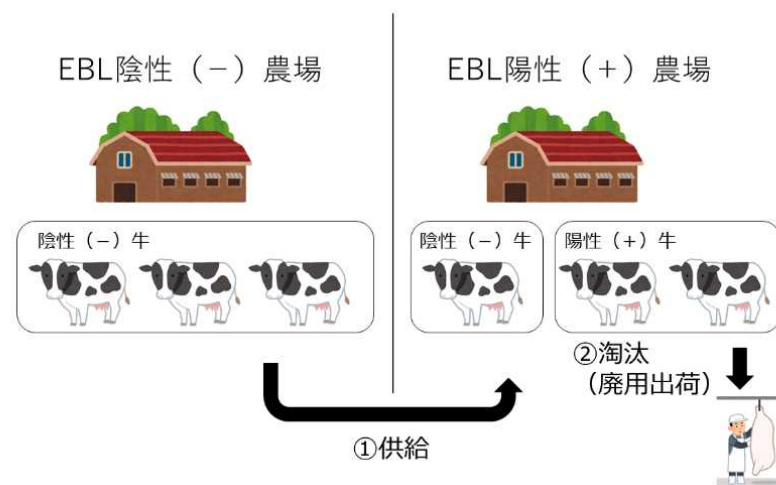 EBL陰性（－）農場
EBL陽性（＋）農場
陰性（－）牛
陰性（－）牛
陽性（＋）牛
②淘汰
（廃用出荷）
①供給